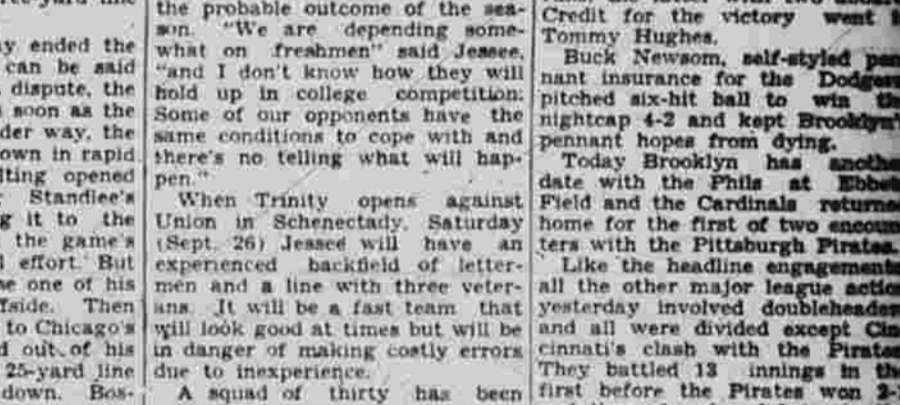 y ended the
can be said
dispute, the
soon as the
der way, the
own in rapid
lting opened
Standlee's
g it to the
the game's
effort. But
se one of his
fside. Then
to Chicago's
d out of his
25-yard line
down. Bos-
the probable outcome of the sea-
son. "We are depending some-
what on freshmen" said Jessee,
"and I don't know how they will
hold up in college competition.
Some of our opponents have the
same conditions to cope with and
there's no telling what will hap-
pen."
When Trinity opens against
Union in Schenectady, Saturday
(Sept. 26) Jessee will have an
experienced backfield of letter-
men and a line with three veter-
ans. It will be a fast team that
will look good at times but will be
in danger of making costly errors
due to inexperience.
A squad of thirty has been
Credit for the victory went
Tommy Hughes.
Buck Newsom, self-styled pen
nant insurance for the Dodgers
pitched six-hit ball to win the
nightcap 4-2 and kept Brooklyn's
pennant hopes from dying.
Today Brooklyn has another
date with the Phils at Ebbet
Field and the Cardinals returne
home for the first of two encoun
ters with the Pittsburgh Pirates.
Like the headline engagements
all the other major league action
yesterday involved doubleheader
and all were divided except Cin
cinnati's clash with the Pirates
They battled 13 innings in the
first before the Pirates won